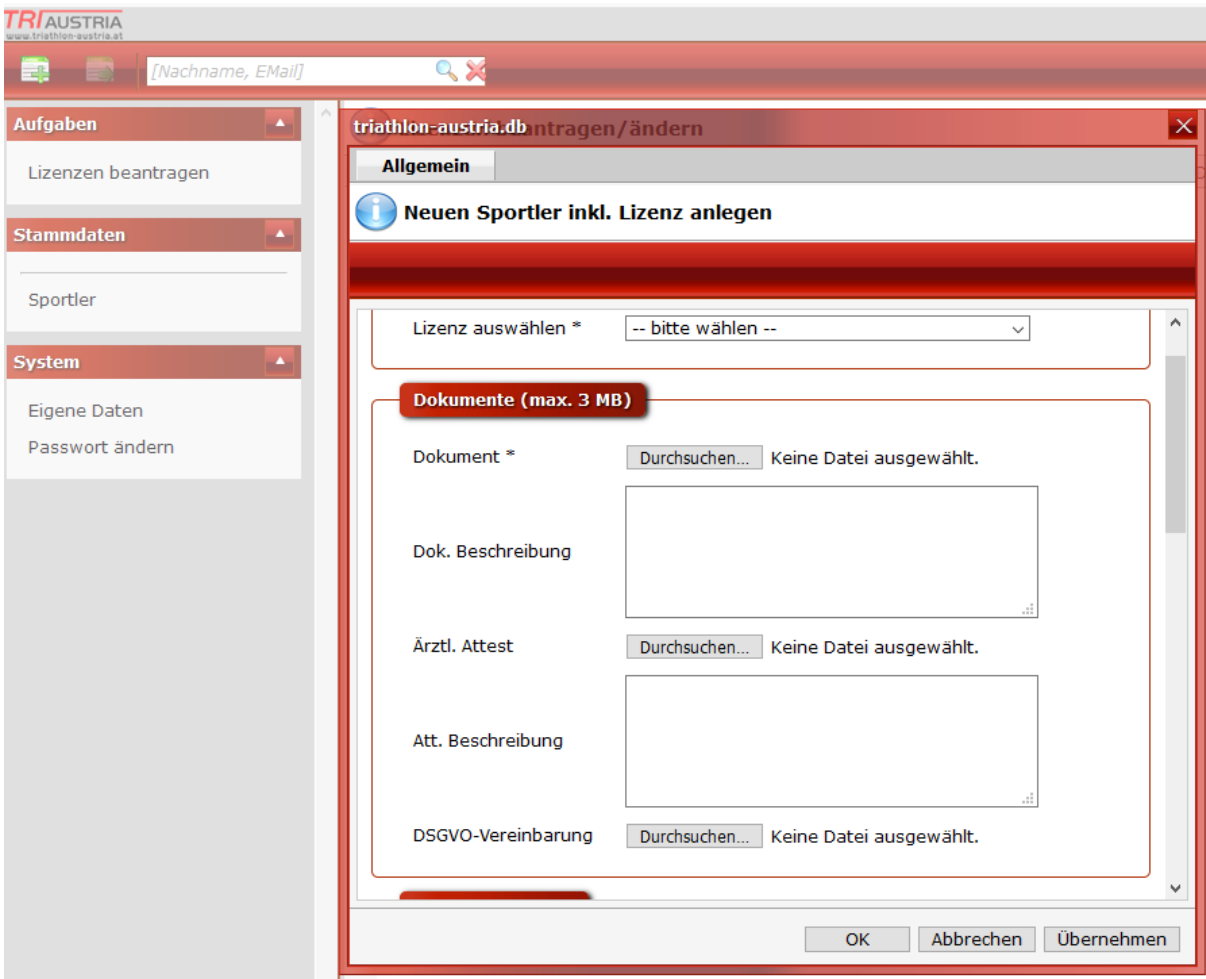 TRI AUSTRIA
www.triathlon-austria.at
[Nachname, EMail]
Aufgaben
Lizenzen beantragen
Stammdaten
Sportler
System
Eigene Daten
Passwort ändern
triathlon-austria.db
antragen/ändern
Allgemein
Neuen Sportler inkl. Lizenz anlegen
Lizenz auswählen * -- bitte wählen --
Dokumente (max. 3 MB)
Dokument * Durchsuchen... Keine Datei ausgewählt.
Dok. Beschreibung
Ärztl. Attest Durchsuchen... Keine Datei ausgewählt.
Att. Beschreibung
DSGVO-Vereinbarung Durchsuchen... Keine Datei ausgewählt.
OK Abbrechen Übernehmen